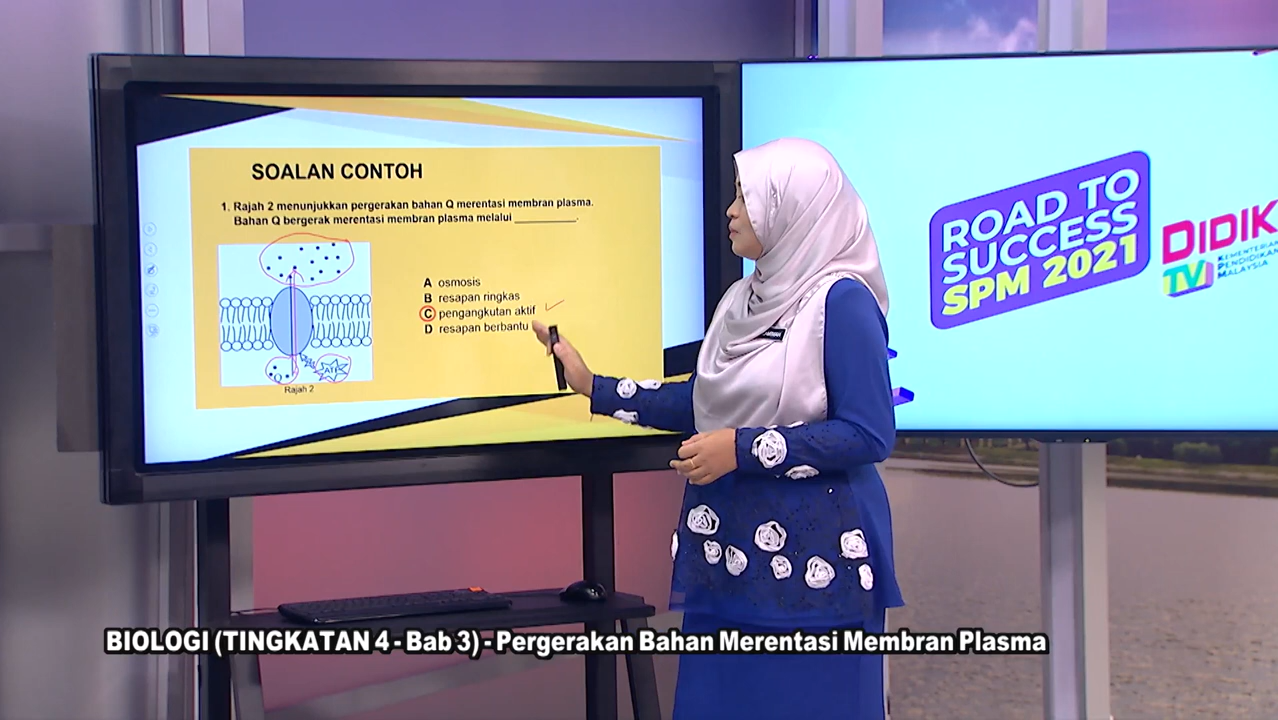 SOALAN CONTOH
1. Rajah 2 menunjukkan pergerakan bahan Q merentasi membran plasma.
Bahan Q bergerak merentasi membran plasma melalui ____________.
A osmosis
B resapan ringkas
C pengangkutan aktif
D resapan berbantu
Q
ATP
Rajah 2
ROAD TO
SUCCESS
SPM 2021
DIDIK
TV
KEMENTERIAN
PENDIDIKAN
MALAYSIA
BIOLOGI (TINGKATAN 4 - Bab 3) - Pergerakan Bahan Merentasi Membran Plasma